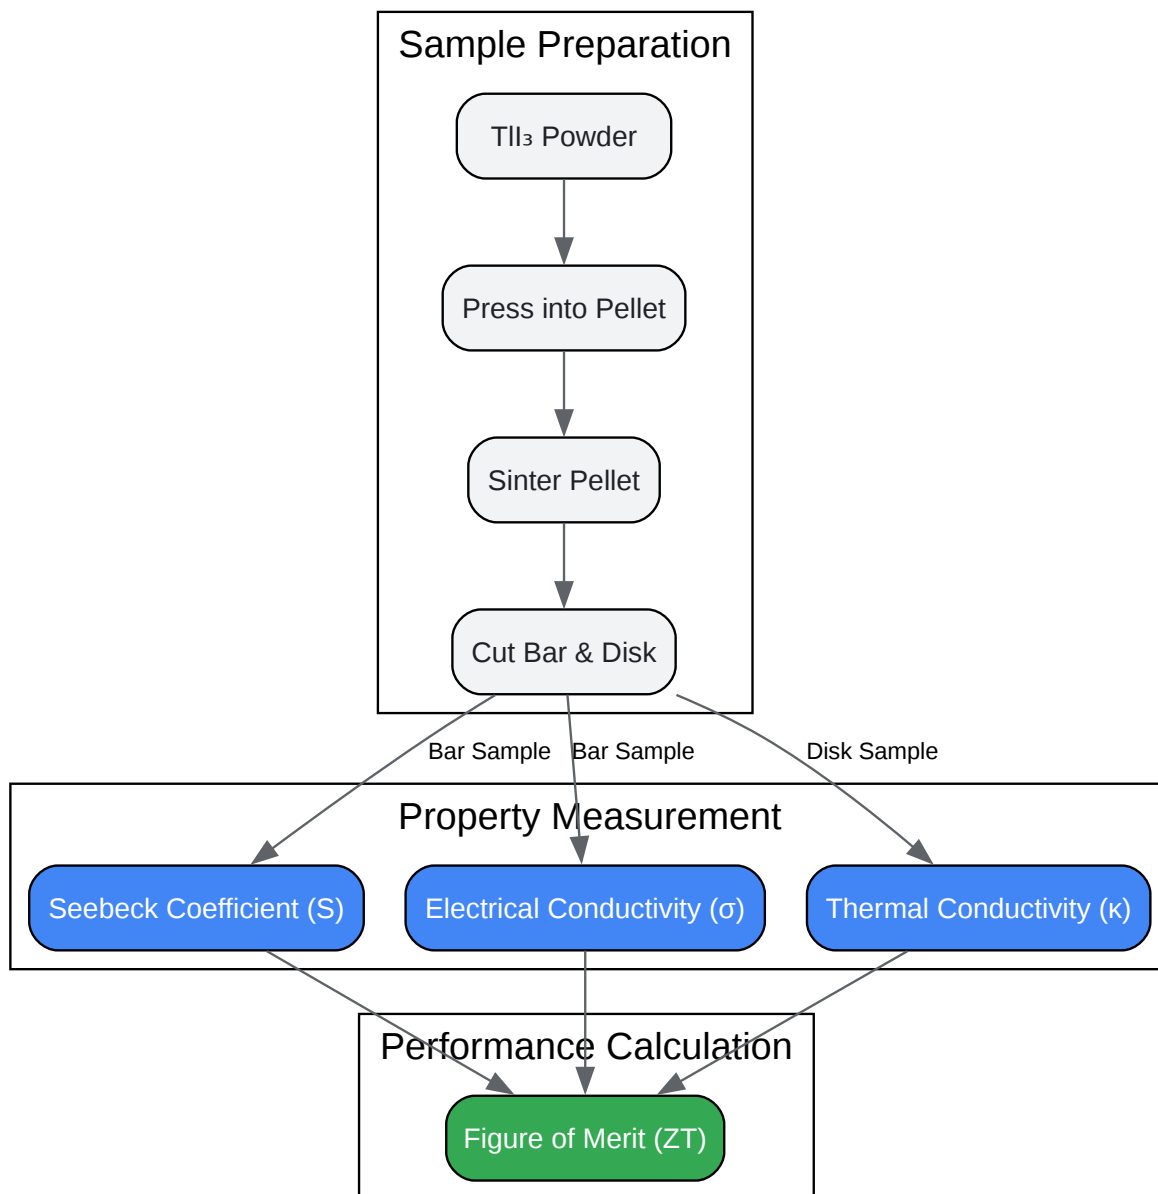 Sample Preparation
TlI₃ Powder
Press into Pellet
Sinter Pellet
Cut Bar & Disk
Bar Sample
Bar Sample
Disk Sample
Property Measurement
Seebeck Coefficient (S)
Electrical Conductivity (σ)
Thermal Conductivity (κ)
Performance Calculation
Figure of Merit (ZT)